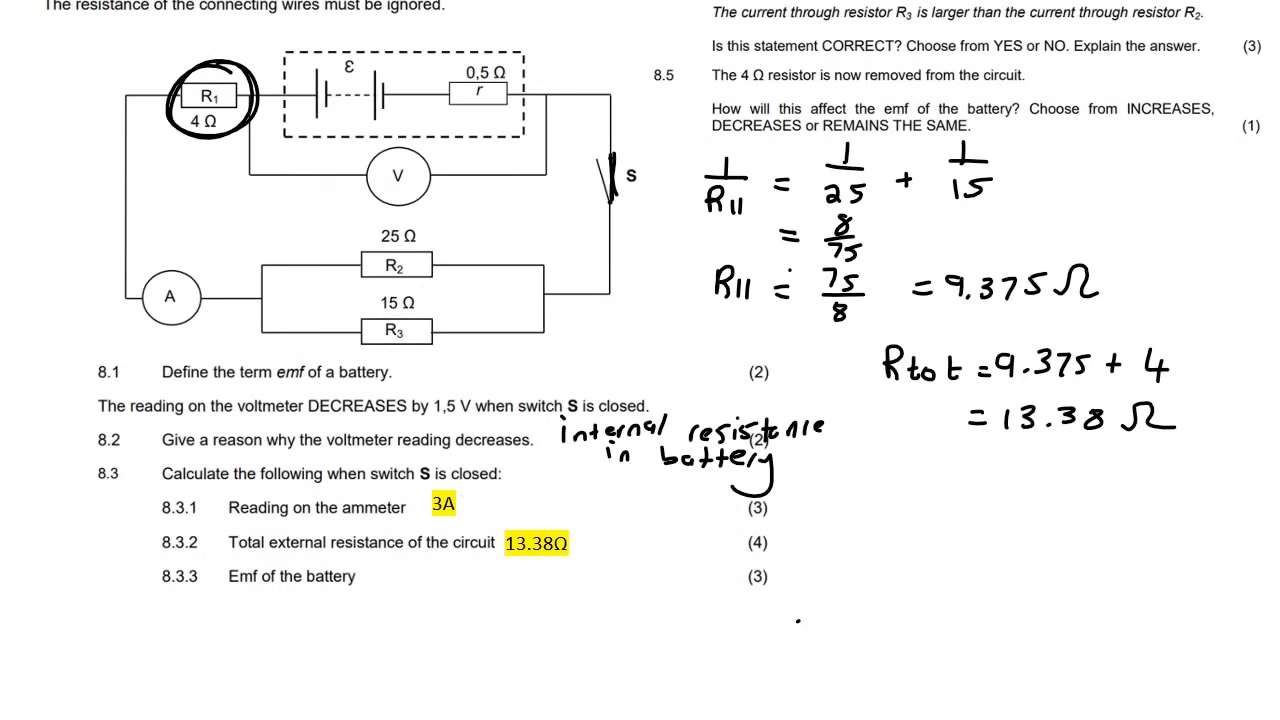 The resistance of the connecting wires must be ignored.
R1
4 Ω
ε
0,5 Ω
r
V
S
25 Ω
R2
A
15 Ω
R3
8.1 Define the term emf of a battery. (2)
The reading on the voltmeter DECREASES by 1,5 V when switch S is closed.
8.2 Give a reason why the voltmeter reading decreases. (2)
internal resistance
in battery
8.3 Calculate the following when switch S is closed:
8.3.1 Reading on the ammeter 3A (3)
8.3.2 Total external resistance of the circuit 13.38Ω (4)
8.3.3 Emf of the battery (3)
The current through resistor R3 is larger than the current through resistor R2.
Is this statement CORRECT? Choose from YES or NO. Explain the answer. (3)
8.5 The 4 Ω resistor is now removed from the circuit.
How will this affect the emf of the battery? Choose from INCREASES,
DECREASES or REMAINS THE SAME. (1)
1/R11 = 1/25 + 1/15
= 8/75
R11 = 75/8 = 9.375 Ω
Rtot = 9.375 + 4
= 13.38 Ω